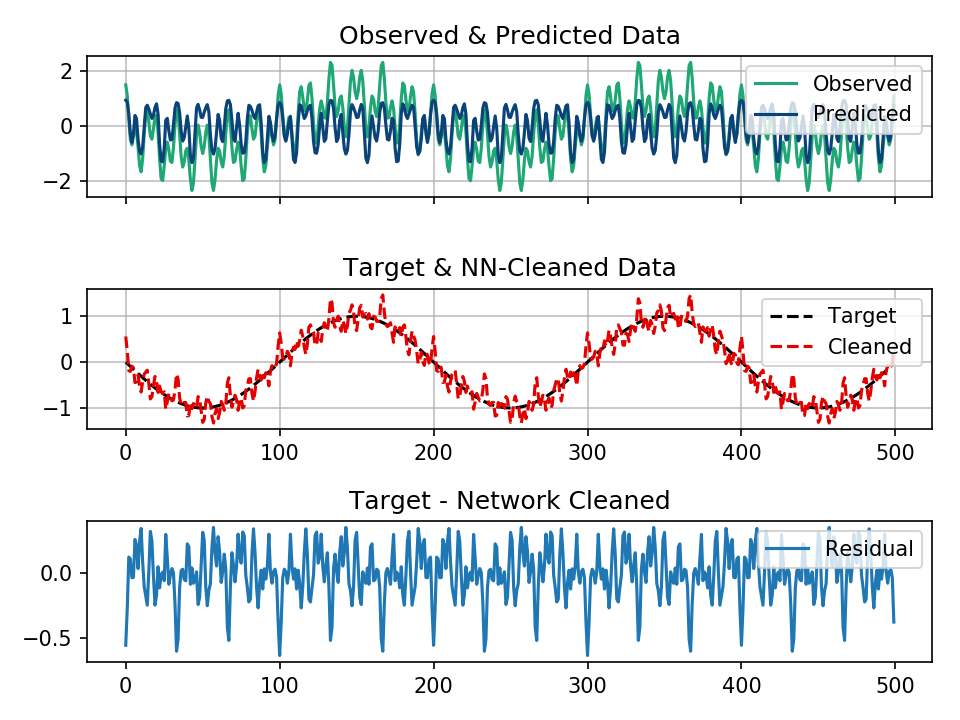 Observed & Predicted Data
2
0
−2
Observed
Predicted
Target & NN-Cleaned Data
1
0
−1
Target
Cleaned
0 100 200 300 400 500
Target - Network Cleaned
0.0
−0.5
Residual
0 100 200 300 400 500